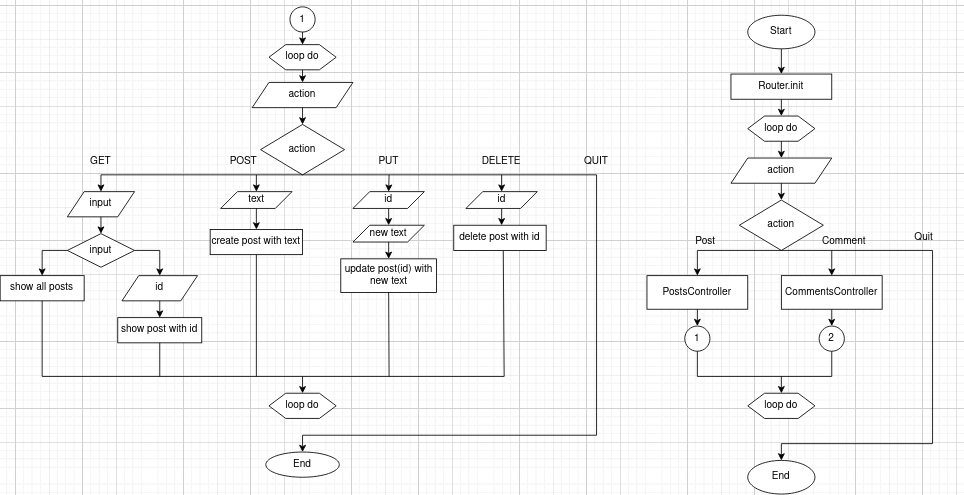 1
loop do
action
action
GET
POST
PUT
DELETE
QUIT
input
text
id
id
input
create post with text
new text
delete post with id
show all posts
id
update post(id) with
new text
show post with id
loop do
End
Start
Router.init
loop do
action
action
Post
Comment
Quit
PostsController
CommentsController
1
2
loop do
End